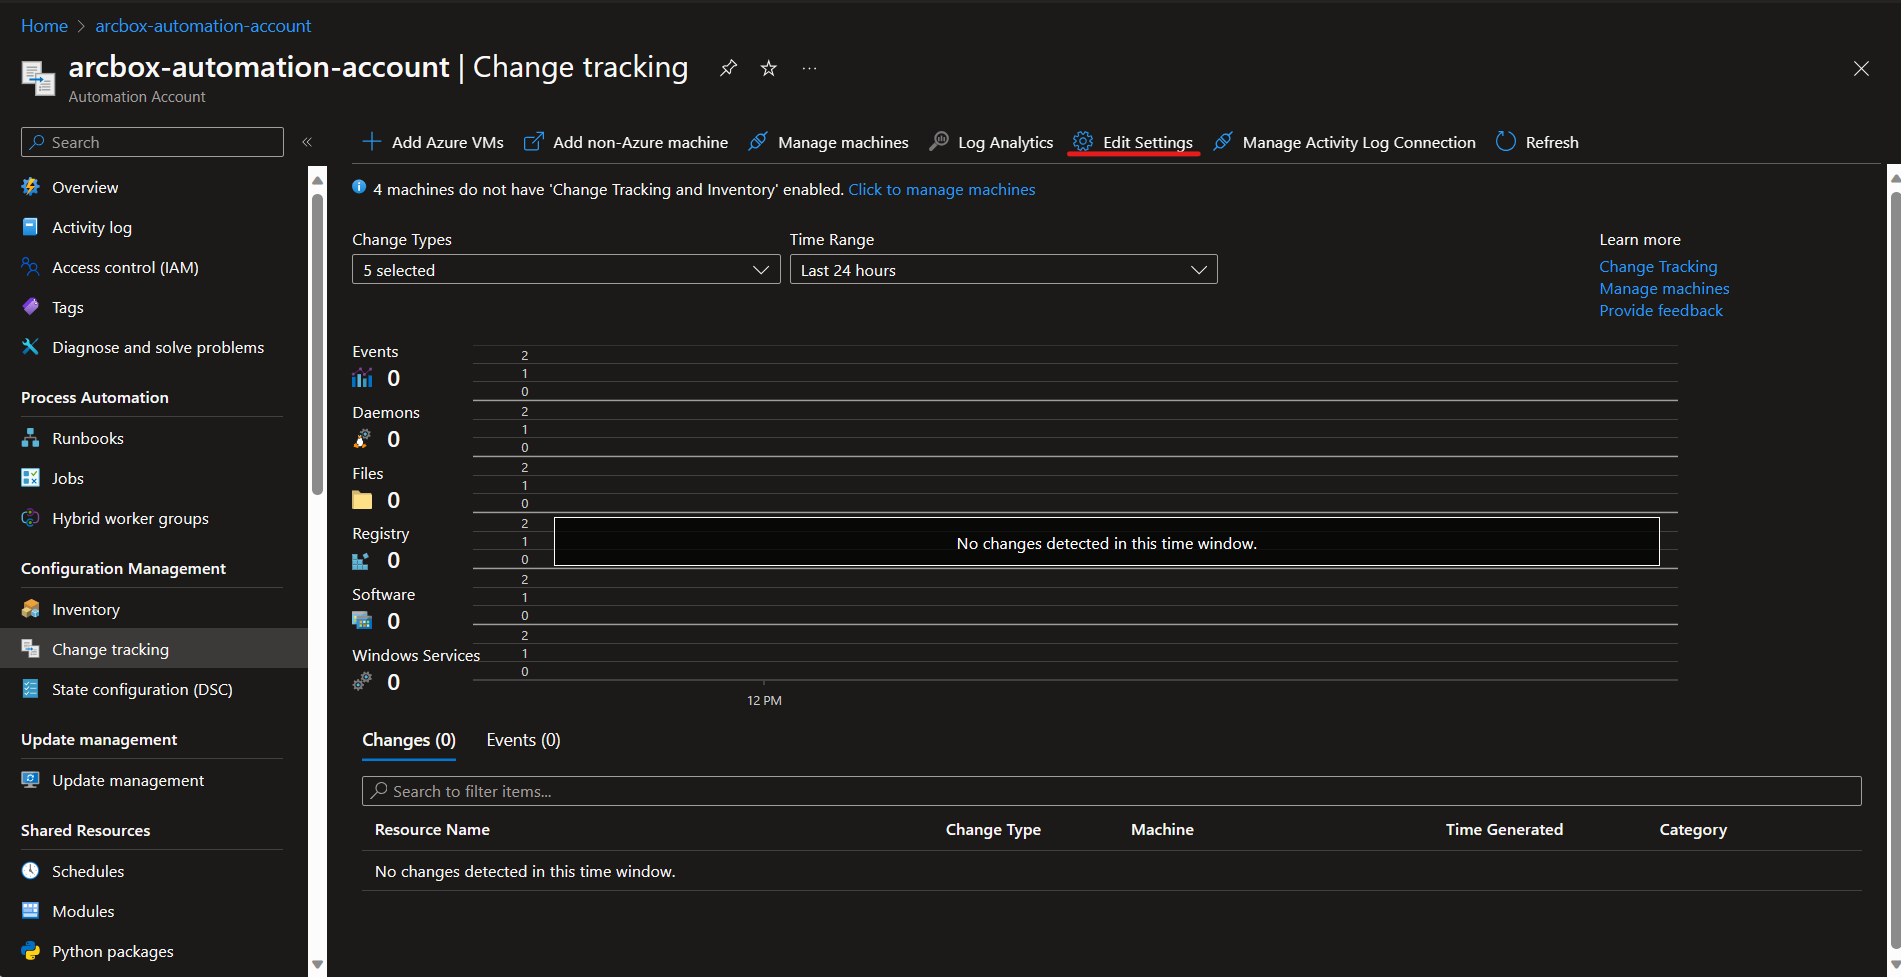 Home > arcbox-automation-account
arcbox-automation-account | Change tracking
Automation Account
Search
Overview
Activity log
Access control (IAM)
Tags
Diagnose and solve problems
Process Automation
Runbooks
Jobs
Hybrid worker groups
Configuration Management
Inventory
Change tracking
State configuration (DSC)
Update management
Update management
Shared Resources
Schedules
Modules
Python packages
Add Azure VMs Add non-Azure machine Manage machines Log Analytics Edit Settings Manage Activity Log Connection Refresh
4 machines do not have 'Change Tracking and Inventory' enabled. Click to manage machines
Change Types
5 selected
Time Range
Last 24 hours
Learn more
Change Tracking
Manage machines
Provide feedback
Events
0
2
1
0
Daemons
0
2
1
0
Files
0
2
1
0
Registry
0
2
1
0
No changes detected in this time window.
Software
0
2
1
0
Windows Services
0
2
1
0
12 PM
Changes (0) Events (0)
Search to filter items...
Resource Name Change Type Machine Time Generated Category
No changes detected in this time window.